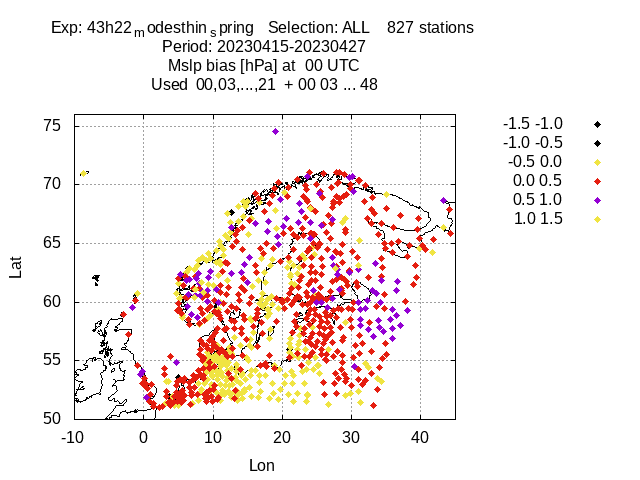 Exp: 43h22modesthinspring Selection: ALL 827 stations
Period: 20230415-20230427
Mslp bias [hPa] at 00 UTC
Used 00,03,...,21 + 00 03 ... 48
-1.5 -1.0
-1.0 -0.5
-0.5 0.0
0.0 0.5
0.5 1.0
1.0 1.5
75
70
65
60
55
50
Lat
-10 0 10 20 30 40
Lon